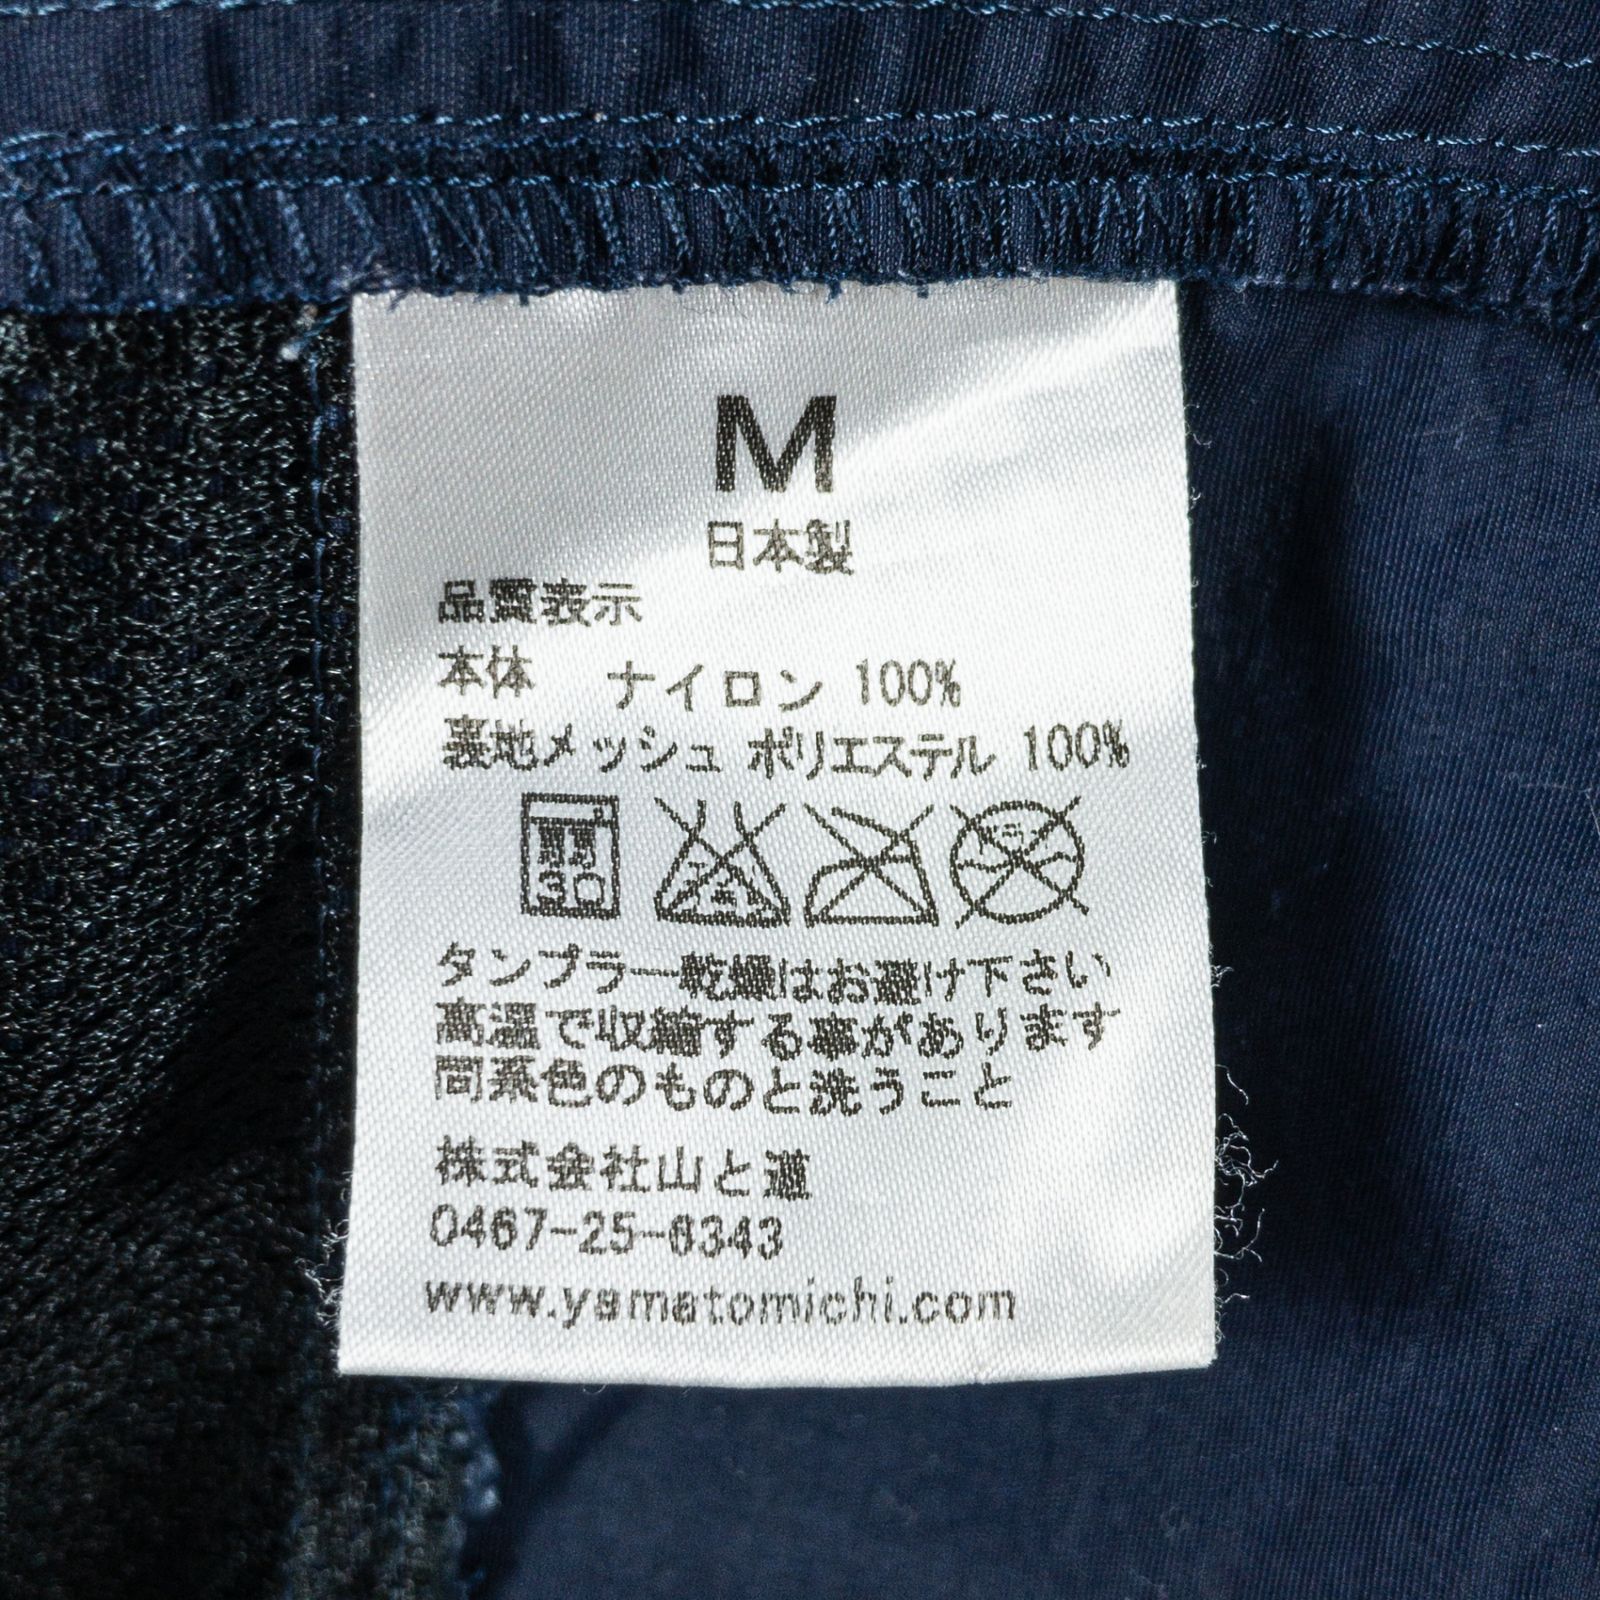 M
日本製
品質表示
本体 ナイロン 100%
裏地メッシュ ポリエステル 100%
30
タンブラー乾燥はお避け下さい
高温で収縮する事があります
同系色のものと洗うこと
株式会社山と道
0467-25-6343
www.yamatomichi.com